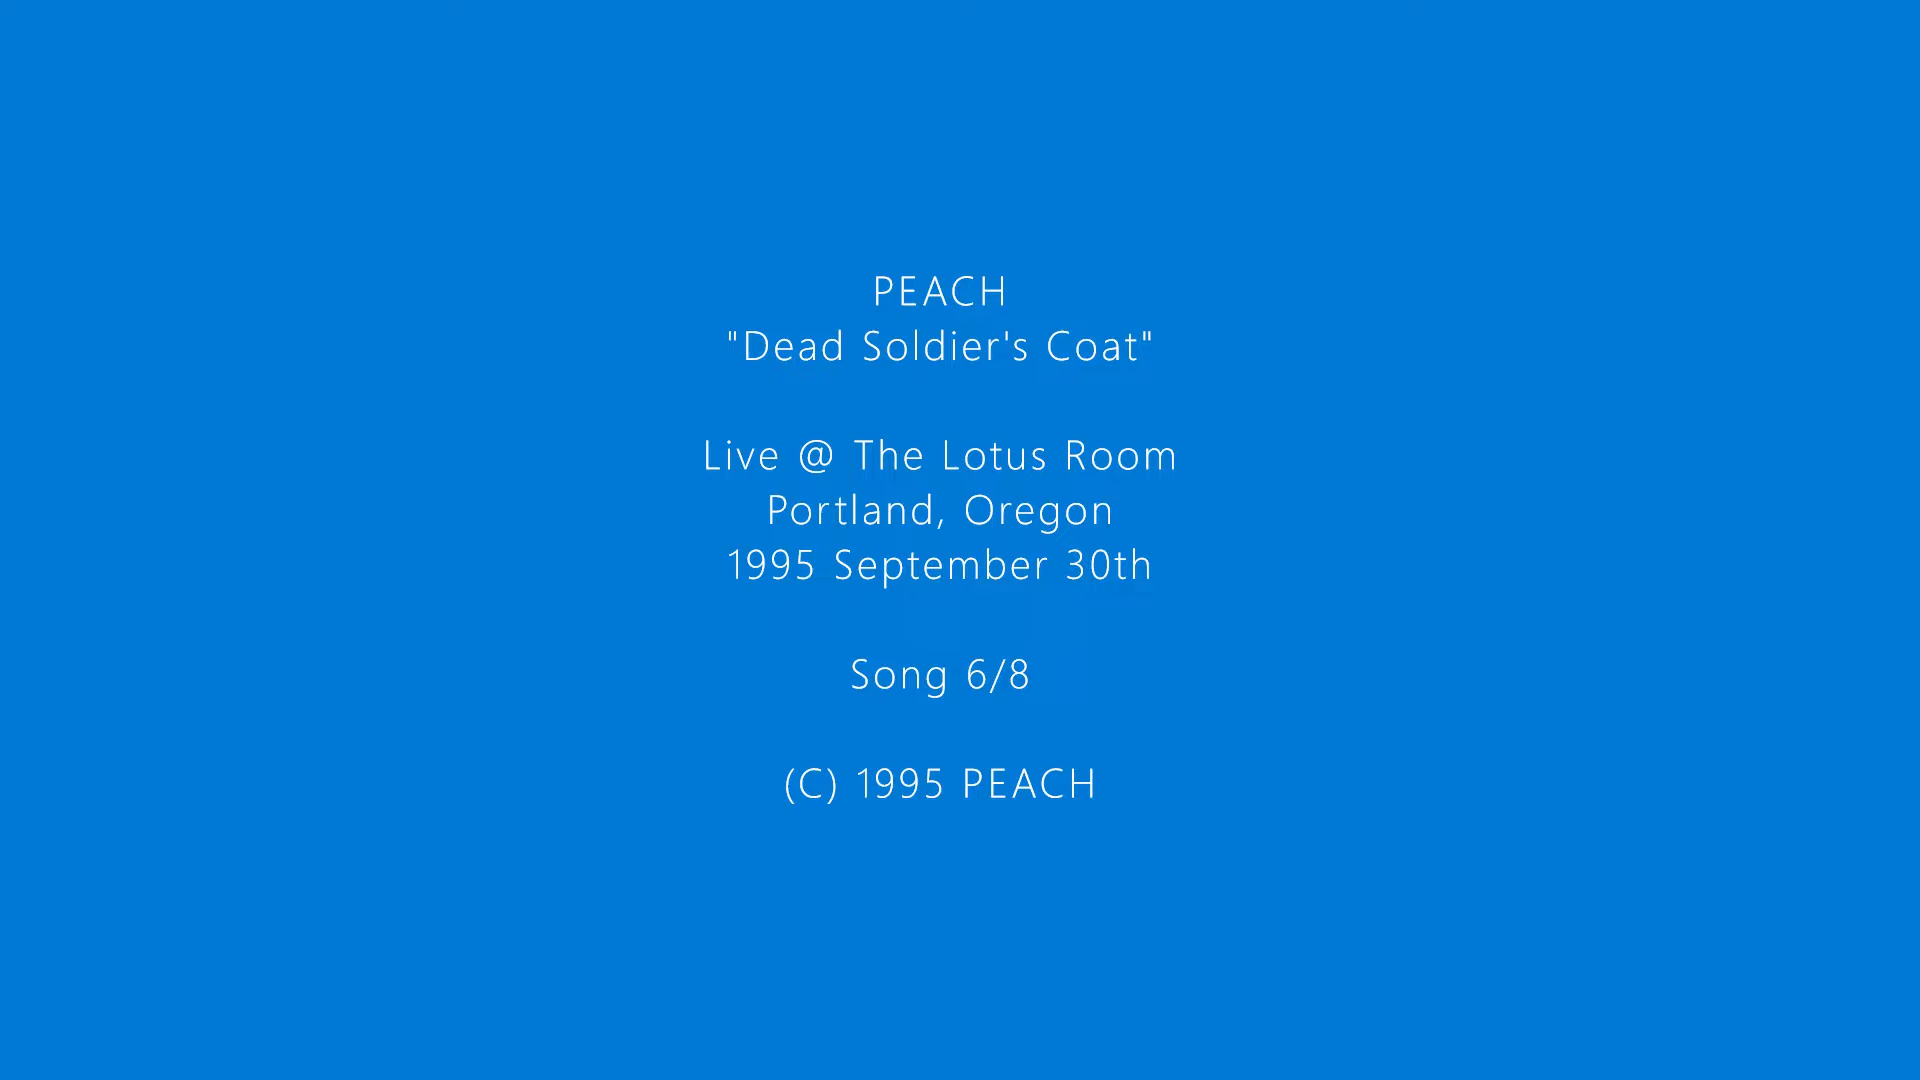 PEACH
"Dead Soldier's Coat"
Live @ The Lotus Room
Portland, Oregon
1995 September 30th
Song 6/8
(C) 1995 PEACH